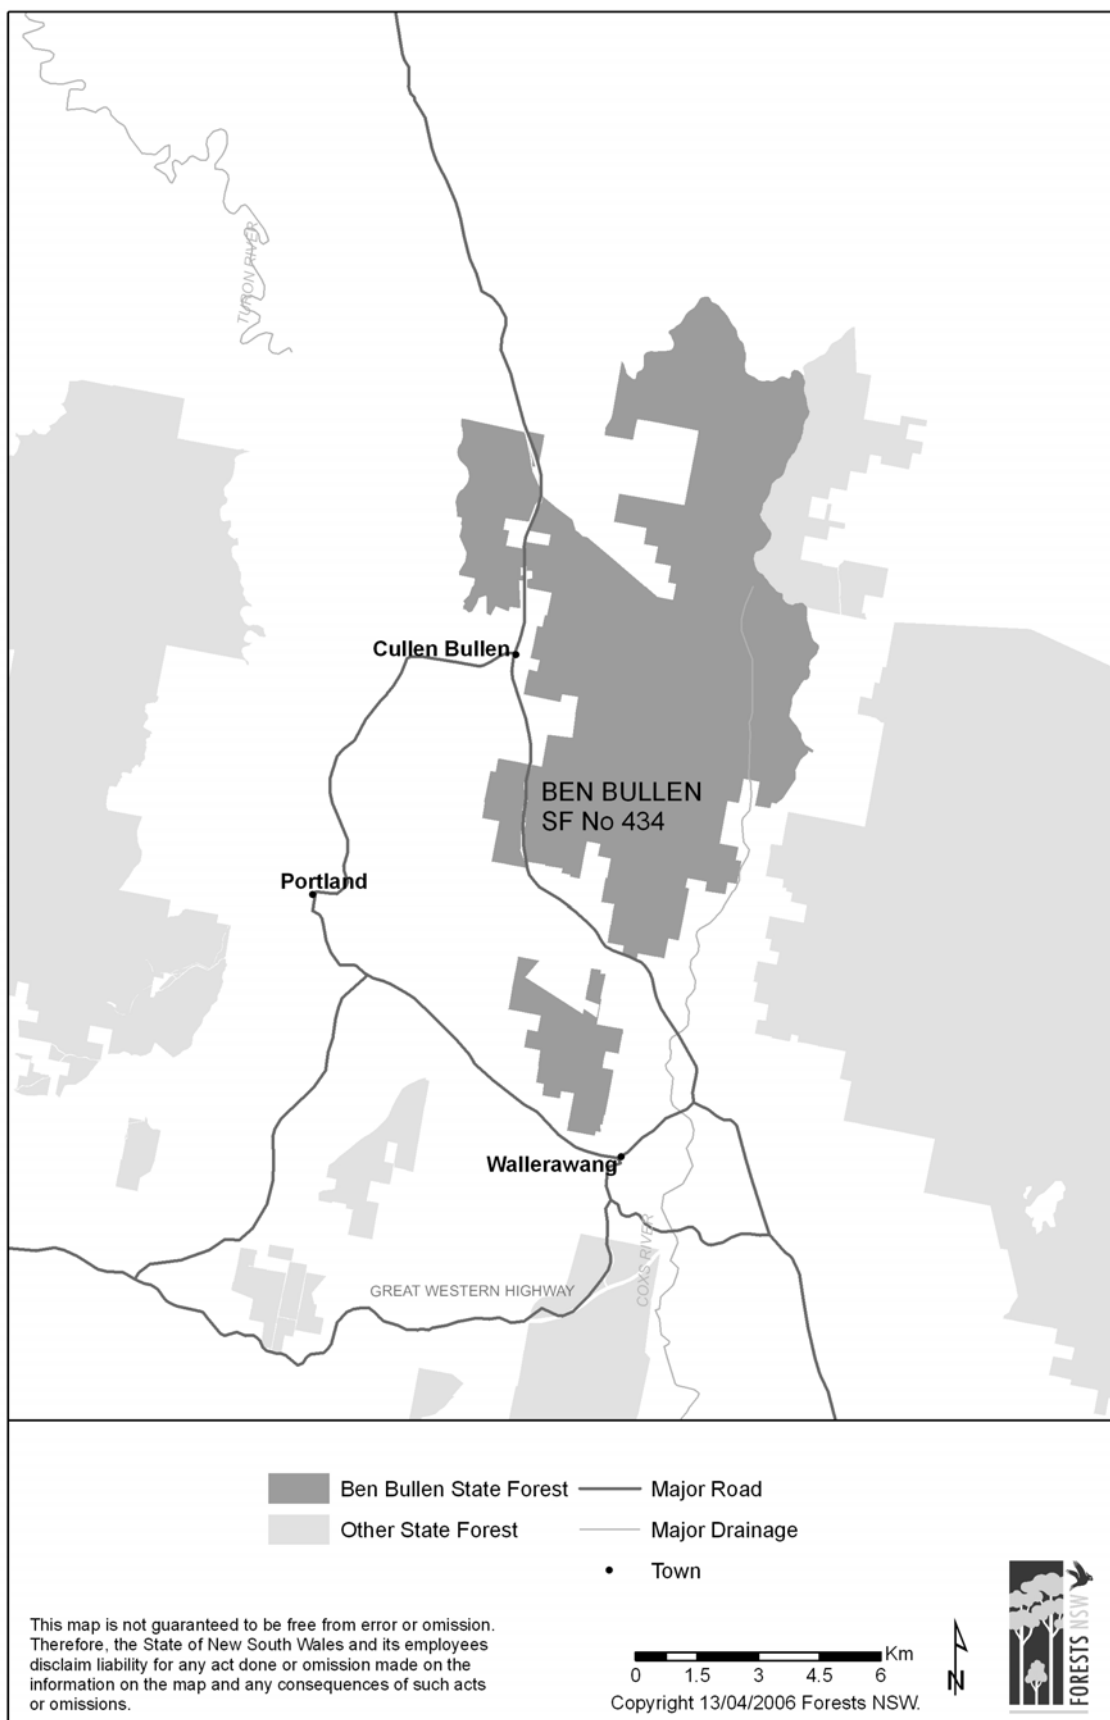 TURON RIVER
Cullen Bullen
BEN BULLEN
SF No 434
Portland
Wallerawang
COXS RIVER
GREAT WESTERN HIGHWAY
Ben Bullen State Forest
Major Road
Other State Forest
Major Drainage
Town
This map is not guaranteed to be free from error or omission.
Therefore, the State of New South Wales and its employees
disclaim liability for any act done or omission made on the
information on the map and any consequences of such acts
or omissions.
Km
0 1.5 3 4.5 6
Copyright 13/04/2006 Forests NSW.
N
FORESTS NSW